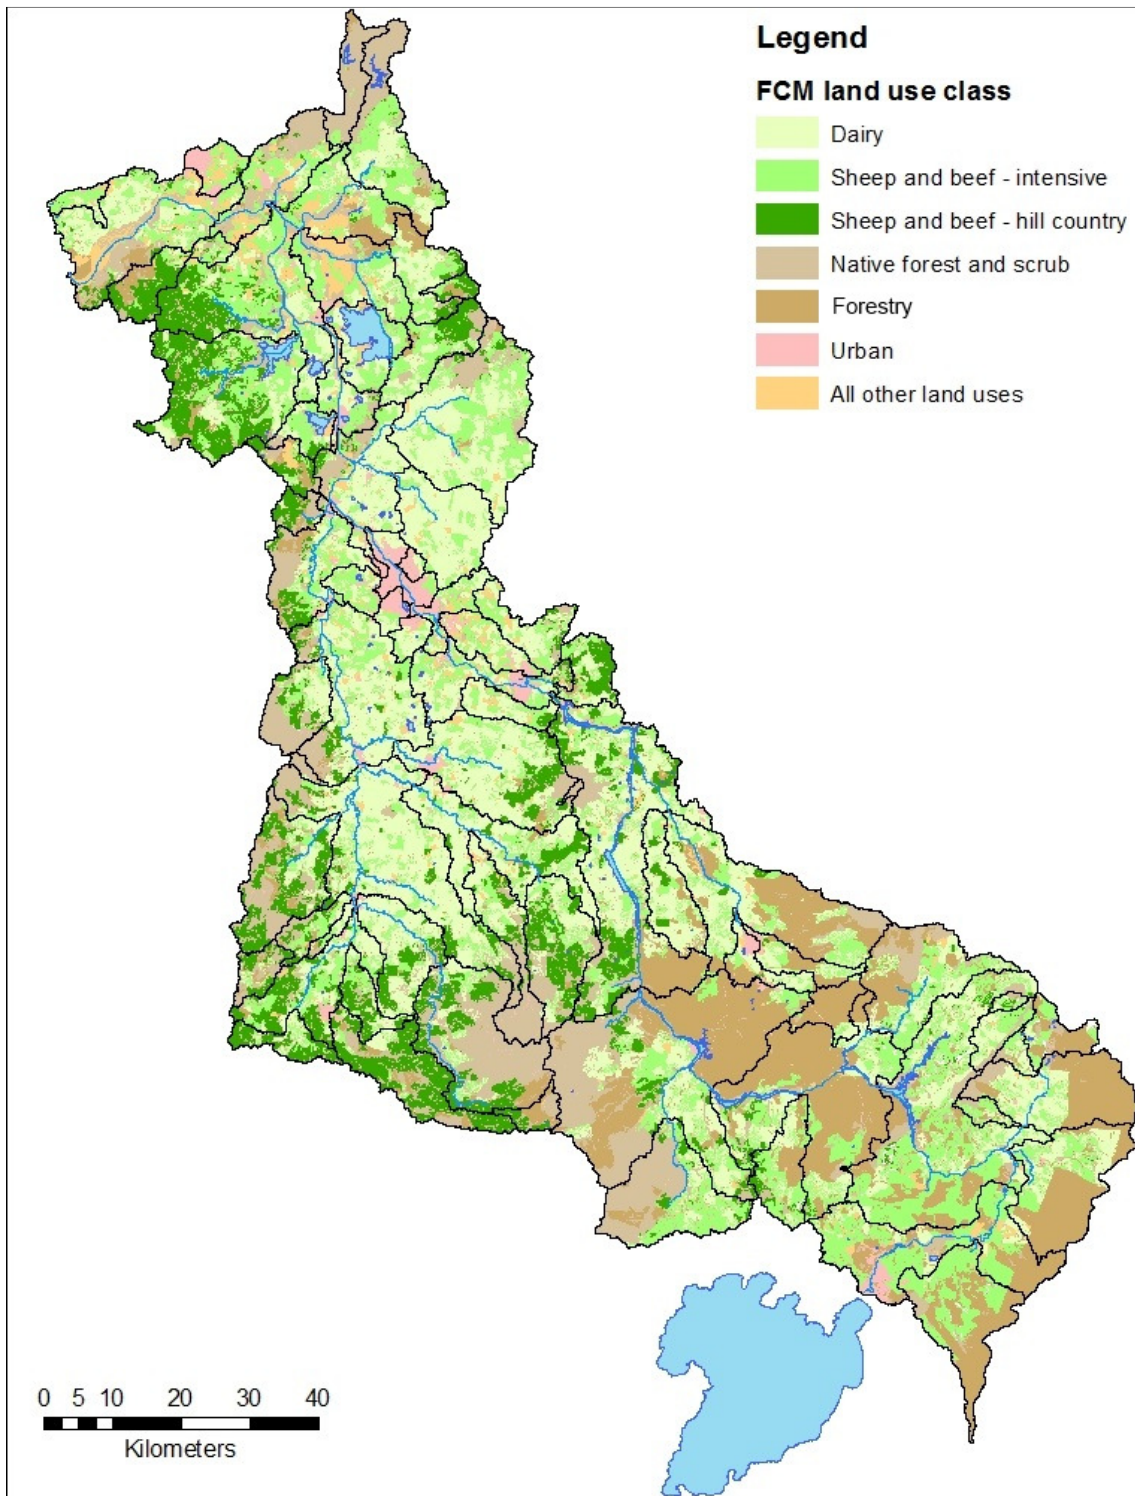 Legend
FCM land use class
Dairy
Sheep and beef - intensive
Sheep and beef - hill country
Native forest and scrub
Forestry
Urban
All other land uses
0 5 10 20 30 40
Kilometers